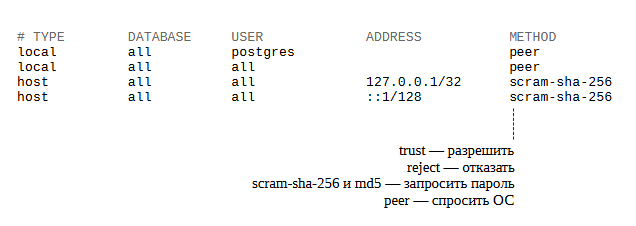 # TYPE DATABASE USER ADDRESS METHOD
local all postgres peer
local all all peer
host all all 127.0.0.1/32 scram-sha-256
host all all ::1/128 scram-sha-256
trust — разрешить
reject — отказать
scram-sha-256 и md5 — запросить пароль
peer — спросить ОС